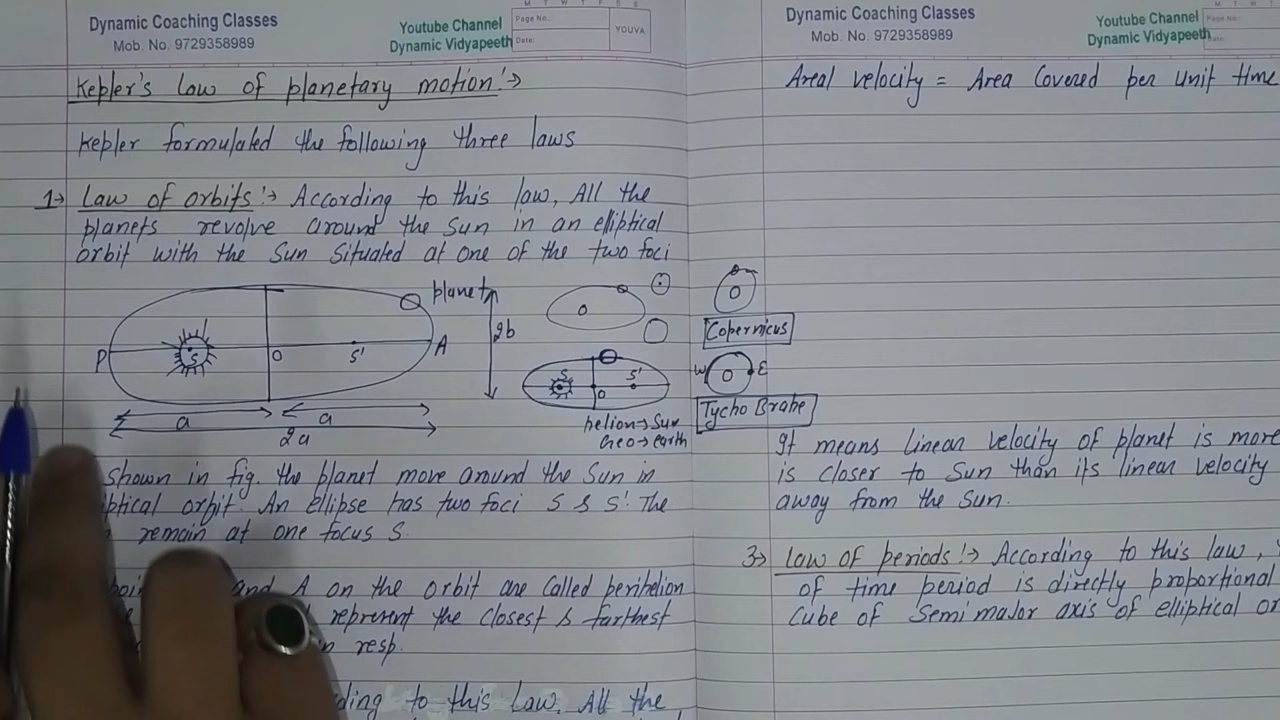 Dynamic Coaching Classes
Mob. No. 9729358989
Youtube Channel
Dynamic Vidyapeeth
Page No.:
Date:
YOUVA
M T W T F S S
Kepler's Law of planetary motion:→
Kepler formulated the following three laws
1→ Law of orbits:→ According to this law, All the
planets revolve around the Sun in an elliptical
orbit with the Sun Situated at one of the two foci
planet
P
S
O
S'
A
2b
a
a
2a
S
O
S'
helion→Sun
Geo→earth
Copernicus
W
E
Tycho Brahe
shown in fig. the planet move around the Sun in
orbit. An ellipse has two foci S & S'. The
remain at one focus S.
and A on the orbit are called perihelion
represent the closest & farthest
resp.
to this Law, All the
Dynamic Coaching Classes
Mob. No. 9729358989
Youtube Channel
Dynamic Vidyapeeth
Page No.:
Areal velocity = Area Covered per unit time
It means linear velocity of planet is more
is closer to Sun than its linear velocity
away from the Sun.
3→ Law of periods:→ According to this law,
of time period is directly proportional
Cube of Semi major axis of elliptical